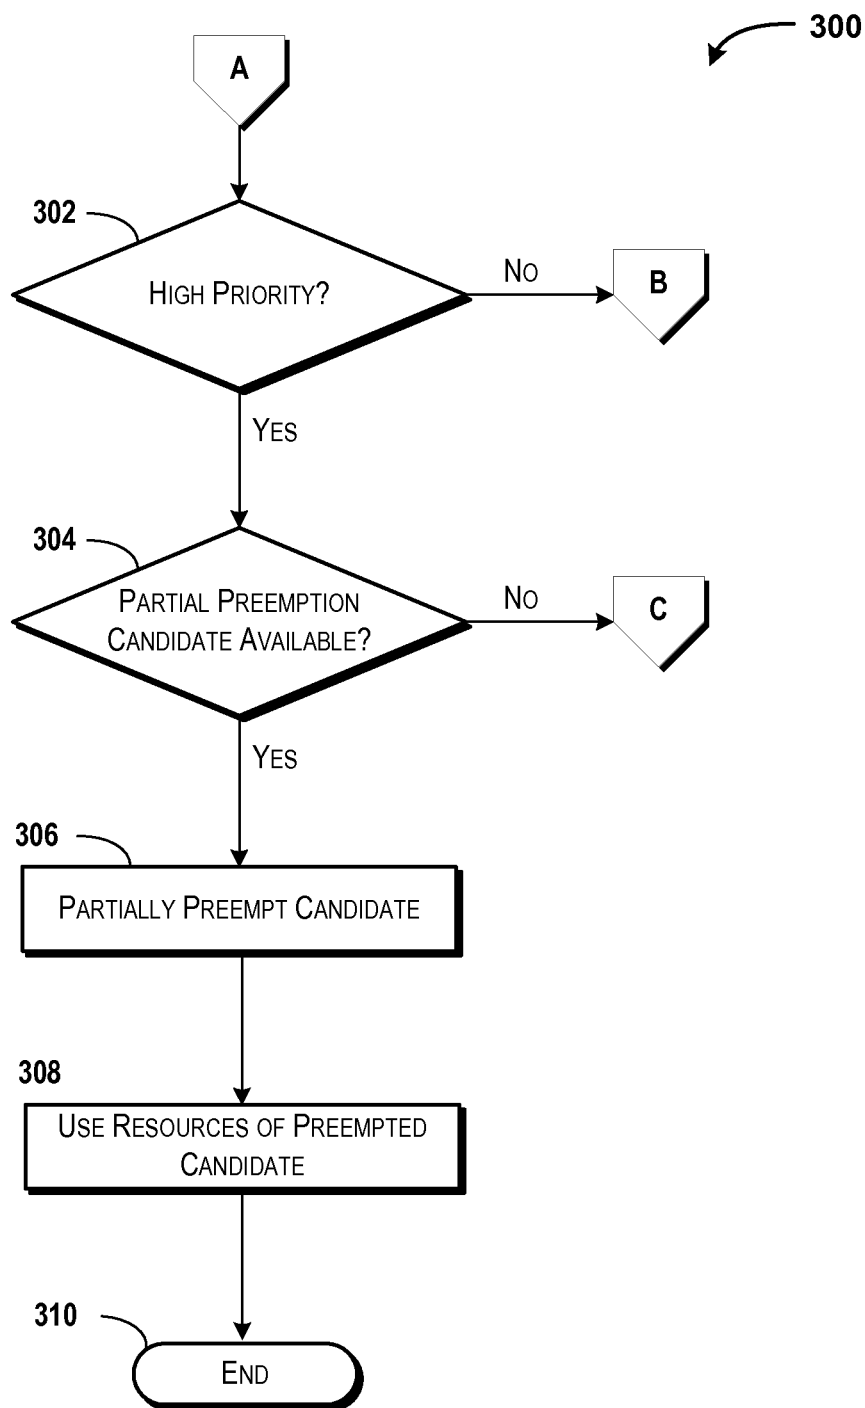 300
A
302
HIGH PRIORITY?
NO
B
YES
304
PARTIAL PREEMPTION
CANDIDATE AVAILABLE?
NO
C
YES
306
PARTIALLY PREEMPT CANDIDATE
308
USE RESOURCES OF PREEMPTED
CANDIDATE
310
END